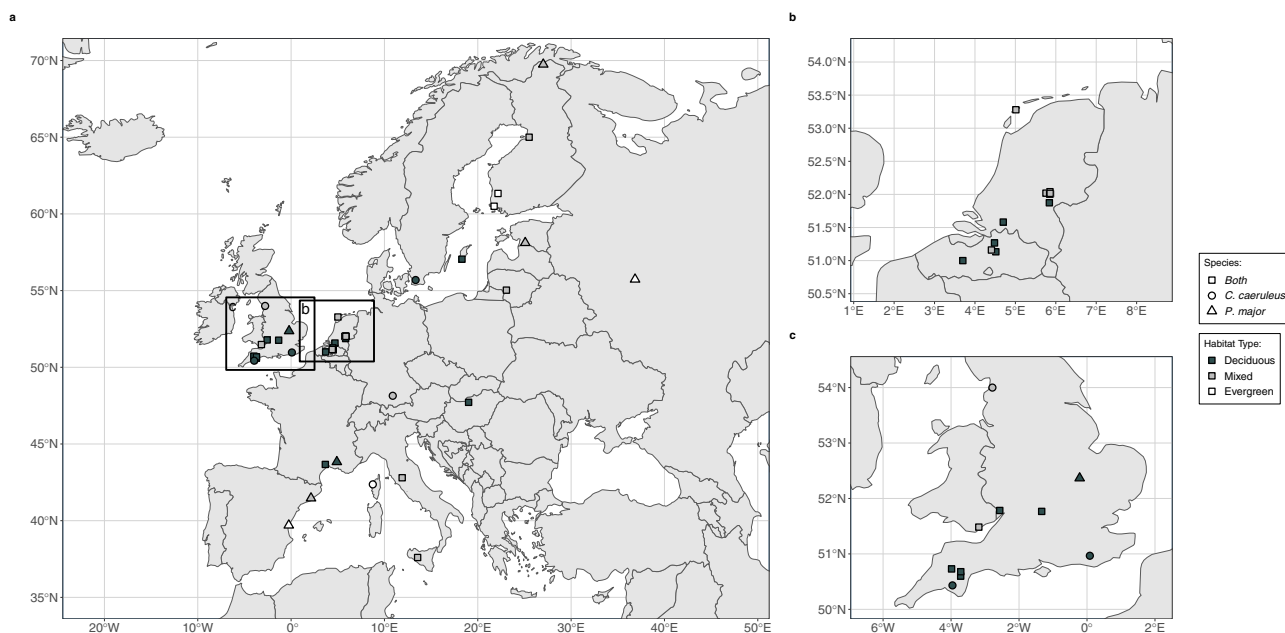 a
70°N
65°N
60°N
55°N
50°N
45°N
40°N
35°N
c
b
20°W
10°W
0°
10°E
20°E
30°E
40°E
50°E
b
54.0°N
53.5°N
53.0°N
52.5°N
52.0°N
51.5°N
51.0°N
50.5°N
1°E
2°E
3°E
4°E
5°E
6°E
7°E
8°E
c
54°N
53°N
52°N
51°N
50°N
6°W
4°W
2°W
0°
2°E
Species:
Both
C. caeruleus
P. major
Habitat Type:
Deciduous
Mixed
Evergreen